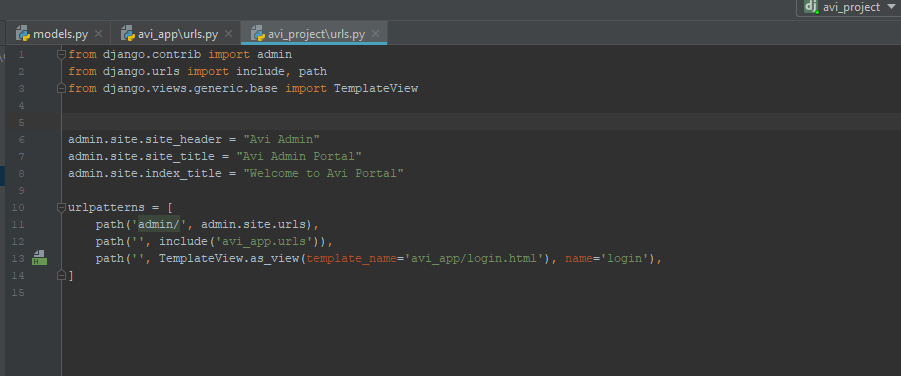 dj avi_project
models.py avi_app\urls.py avi_project\urls.py
1 from django.contrib import admin
2 from django.urls import include, path
3 from django.views.generic.base import TemplateView
4
5
6 admin.site.site_header = "Avi Admin"
7 admin.site.site_title = "Avi Admin Portal"
8 admin.site.index_title = "Welcome to Avi Portal"
9
10 urlpatterns = [
11 path('admin/', admin.site.urls),
12 path('', include('avi_app.urls')),
13 path('', TemplateView.as_view(template_name='avi_app/login.html'), name='login'),
14 ]
15